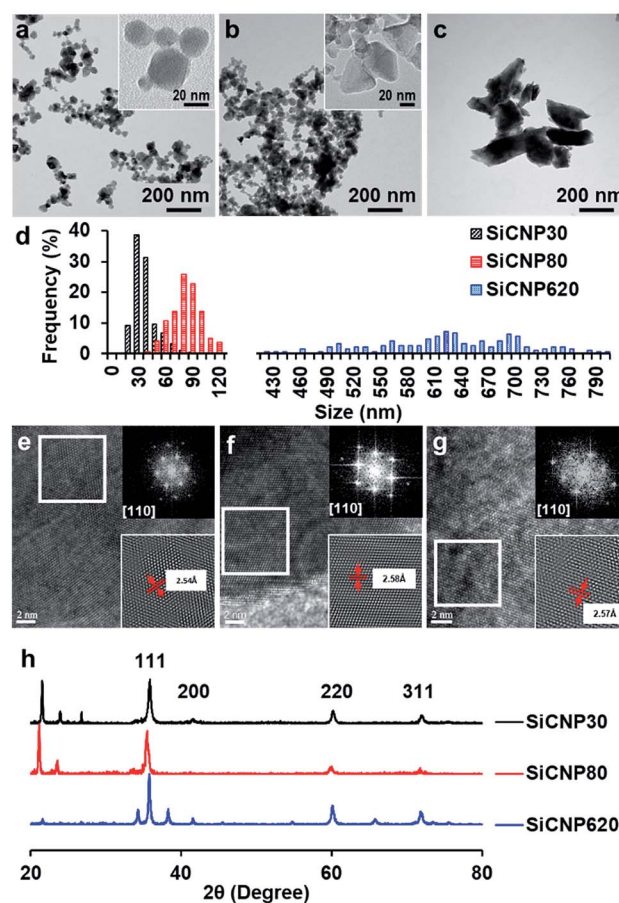 a
20 nm
200 nm
b
20 nm
200 nm
c
200 nm
d
Frequency (%)
40
30
20
10
0
SiCNP30
SiCNP80
SiCNP620
0 30 60 90 120 430 460 490 520 550 580 610 640 670 700 730 760 790
Size (nm)
e
[110]
2.54Å
2 nm
f
[110]
2.58Å
2 nm
g
[110]
2.57Å
2 nm
h
111
200
220
311
SiCNP30
SiCNP80
SiCNP620
20 40 60 80
2θ (Degree)